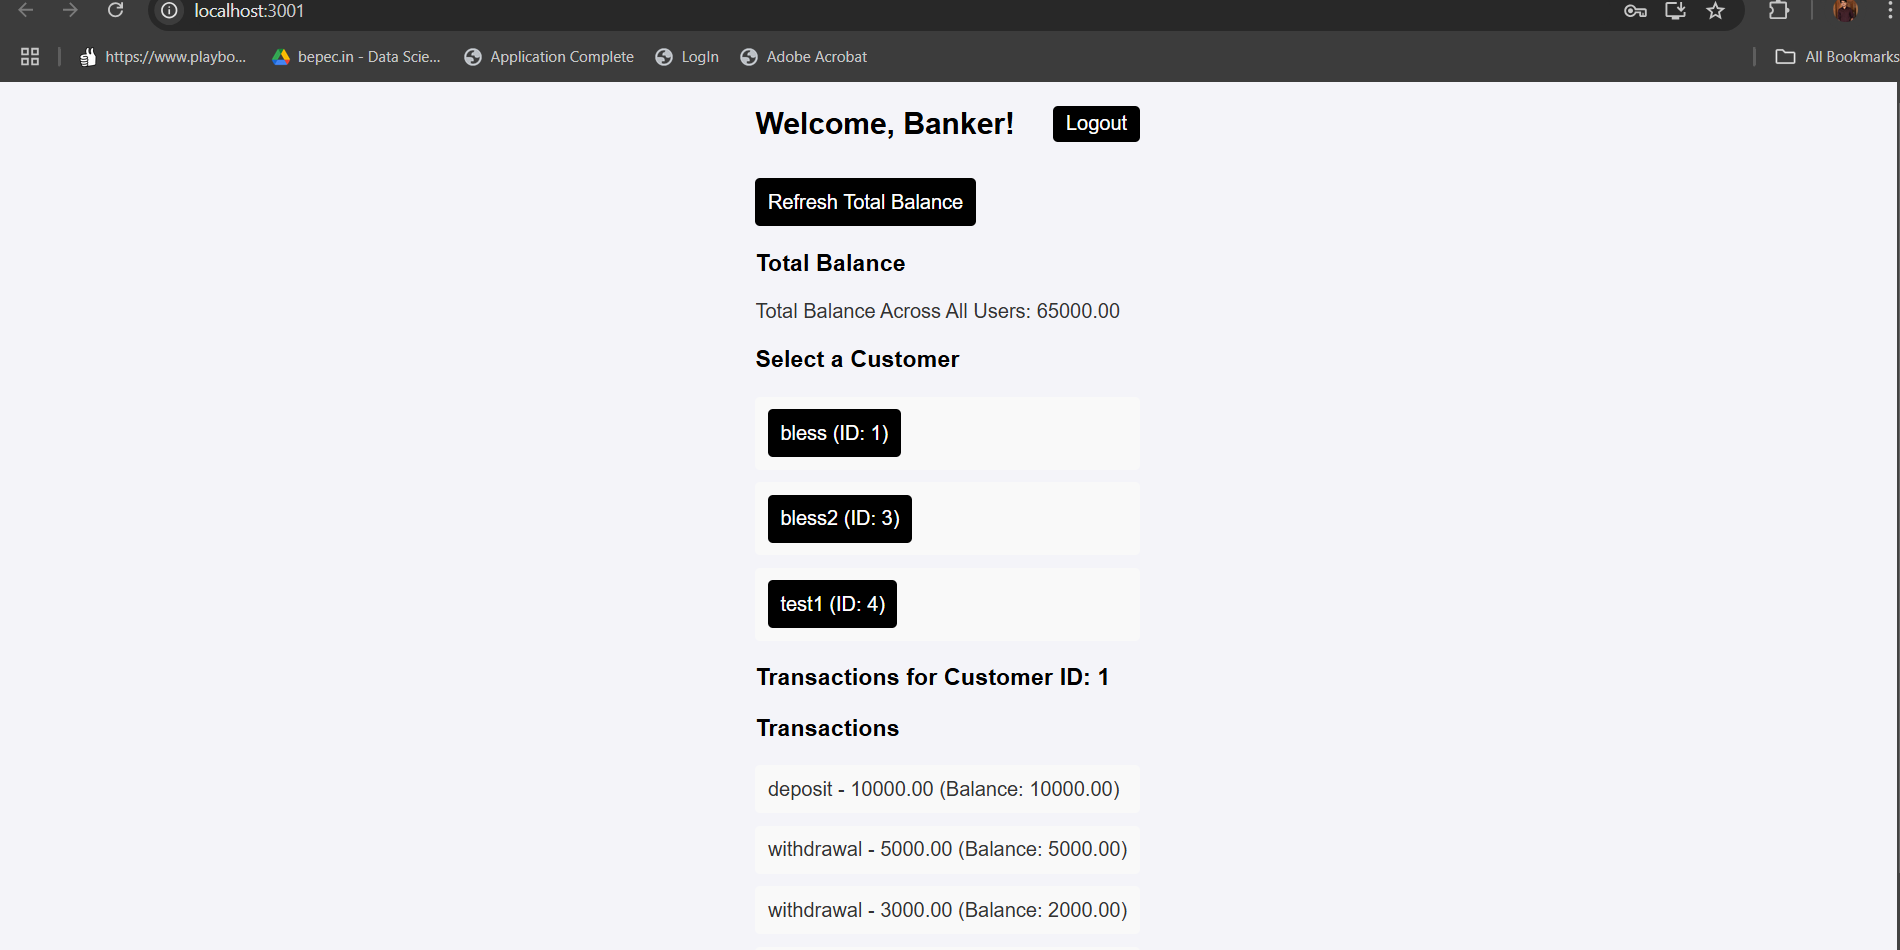 localhost:3001
https://www.playbo... bepec.in - Data Scie... Application Complete LogIn Adobe Acrobat All Bookmarks
Welcome, Banker! Logout
Refresh Total Balance
Total Balance
Total Balance Across All Users: 65000.00
Select a Customer
bless (ID: 1)
bless2 (ID: 3)
test1 (ID: 4)
Transactions for Customer ID: 1
Transactions
deposit - 10000.00 (Balance: 10000.00)
withdrawal - 5000.00 (Balance: 5000.00)
withdrawal - 3000.00 (Balance: 2000.00)